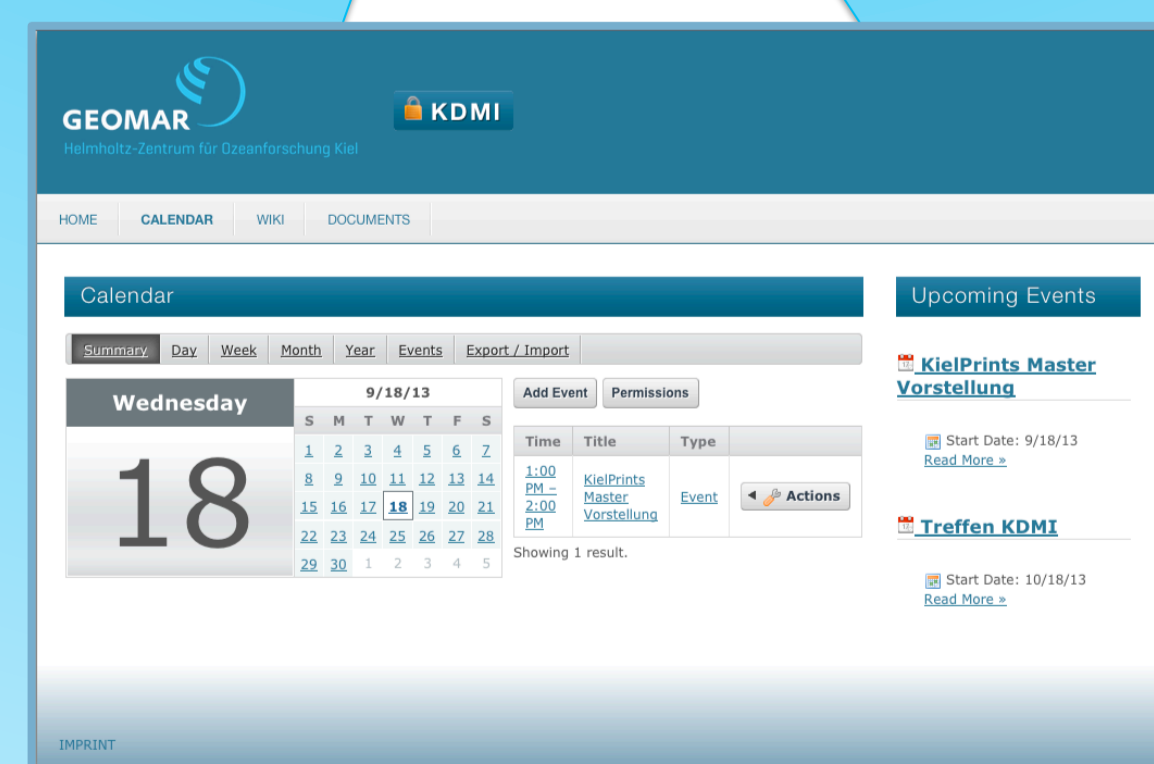 GEOMAR
Helmholtz-Zentrum für Ozeanforschung Kiel
KDMI
HOME CALENDAR WIKI DOCUMENTS
Calendar
Summary Day Week Month Year Events Export / Import
Wednesday
18
9/18/13
S M T W T F S
1 2 3 4 5 6 7
8 9 10 11 12 13 14
15 16 17 18 19 20 21
22 23 24 25 26 27 28
29 30 1 2 3 4 5
Add Event Permissions
Time Title Type
1:00
PM –
2:00
PM
KielPrints
Master
Vorstellung
Event
Actions
Showing 1 result.
Upcoming Events
KielPrints Master
Vorstellung
Start Date: 9/18/13
Read More »
Treffen KDMI
Start Date: 10/18/13
Read More »
IMPRINT